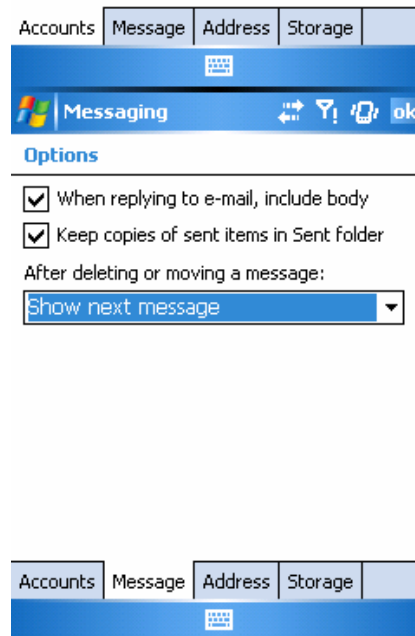 Accounts Message Address Storage
Messaging ok
Options
When replying to e-mail, include body
Keep copies of sent items in Sent folder
After deleting or moving a message:
Show next message
Accounts Message Address Storage